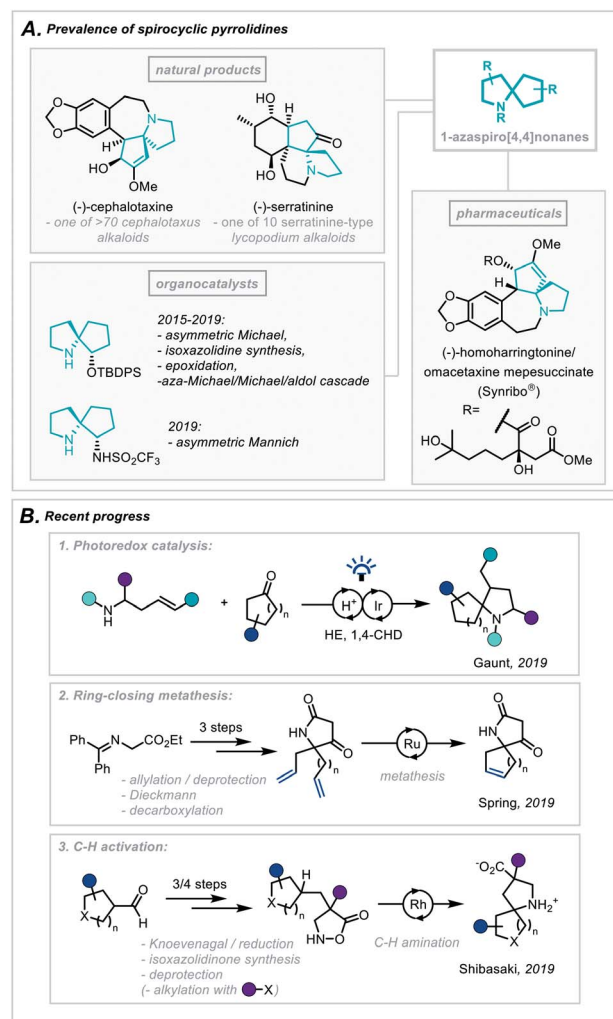 A. Prevalence of spirocyclic pyrrolidines
natural products
O
O
N
H
HO
OMe
(-)-cephalotaxine
- one of >70 cephalotaxus
alkaloids
HO
H
O
N
HO
(-)-serratinine
- one of 10 serratinine-type
lycopodium alkaloids
R
R
N
R
1-azaspiro[4,4]nonanes
organocatalysts
N
H
OTBDPS
2015-2019:
- asymmetric Michael,
- isoxazolidine synthesis,
- epoxidation,
-aza-Michael/Michael/aldol cascade
N
H
NHSO2CF3
2019:
- asymmetric Mannich
pharmaceuticals
OMe
RO
H
N
O
O
(-)-homoharringtonine/
omacetaxine mepesuccinate
(Synribo®)
R=
O
HO
O
OMe
OH
B. Recent progress
1. Photoredox catalysis:
N
H
+
O
n
H+ Ir
HE, 1,4-CHD
n
N
Gaunt, 2019
2. Ring-closing metathesis:
Ph
N
CO2Et
Ph
3 steps
- allylation / deprotection
- Dieckmann
- decarboxylation
O
HN
O
n
Ru
metathesis
O
HN
O
n
Spring, 2019
3. C-H activation:
O
X
n
H
3/4 steps
- Knoevenagal / reduction
- isoxazolidinone synthesis
- deprotection
(- alkylation with -X)
H
X
n
O
HN-O
Rh
C-H amination
-O2C
NH2+
n
X
Shibasaki, 2019